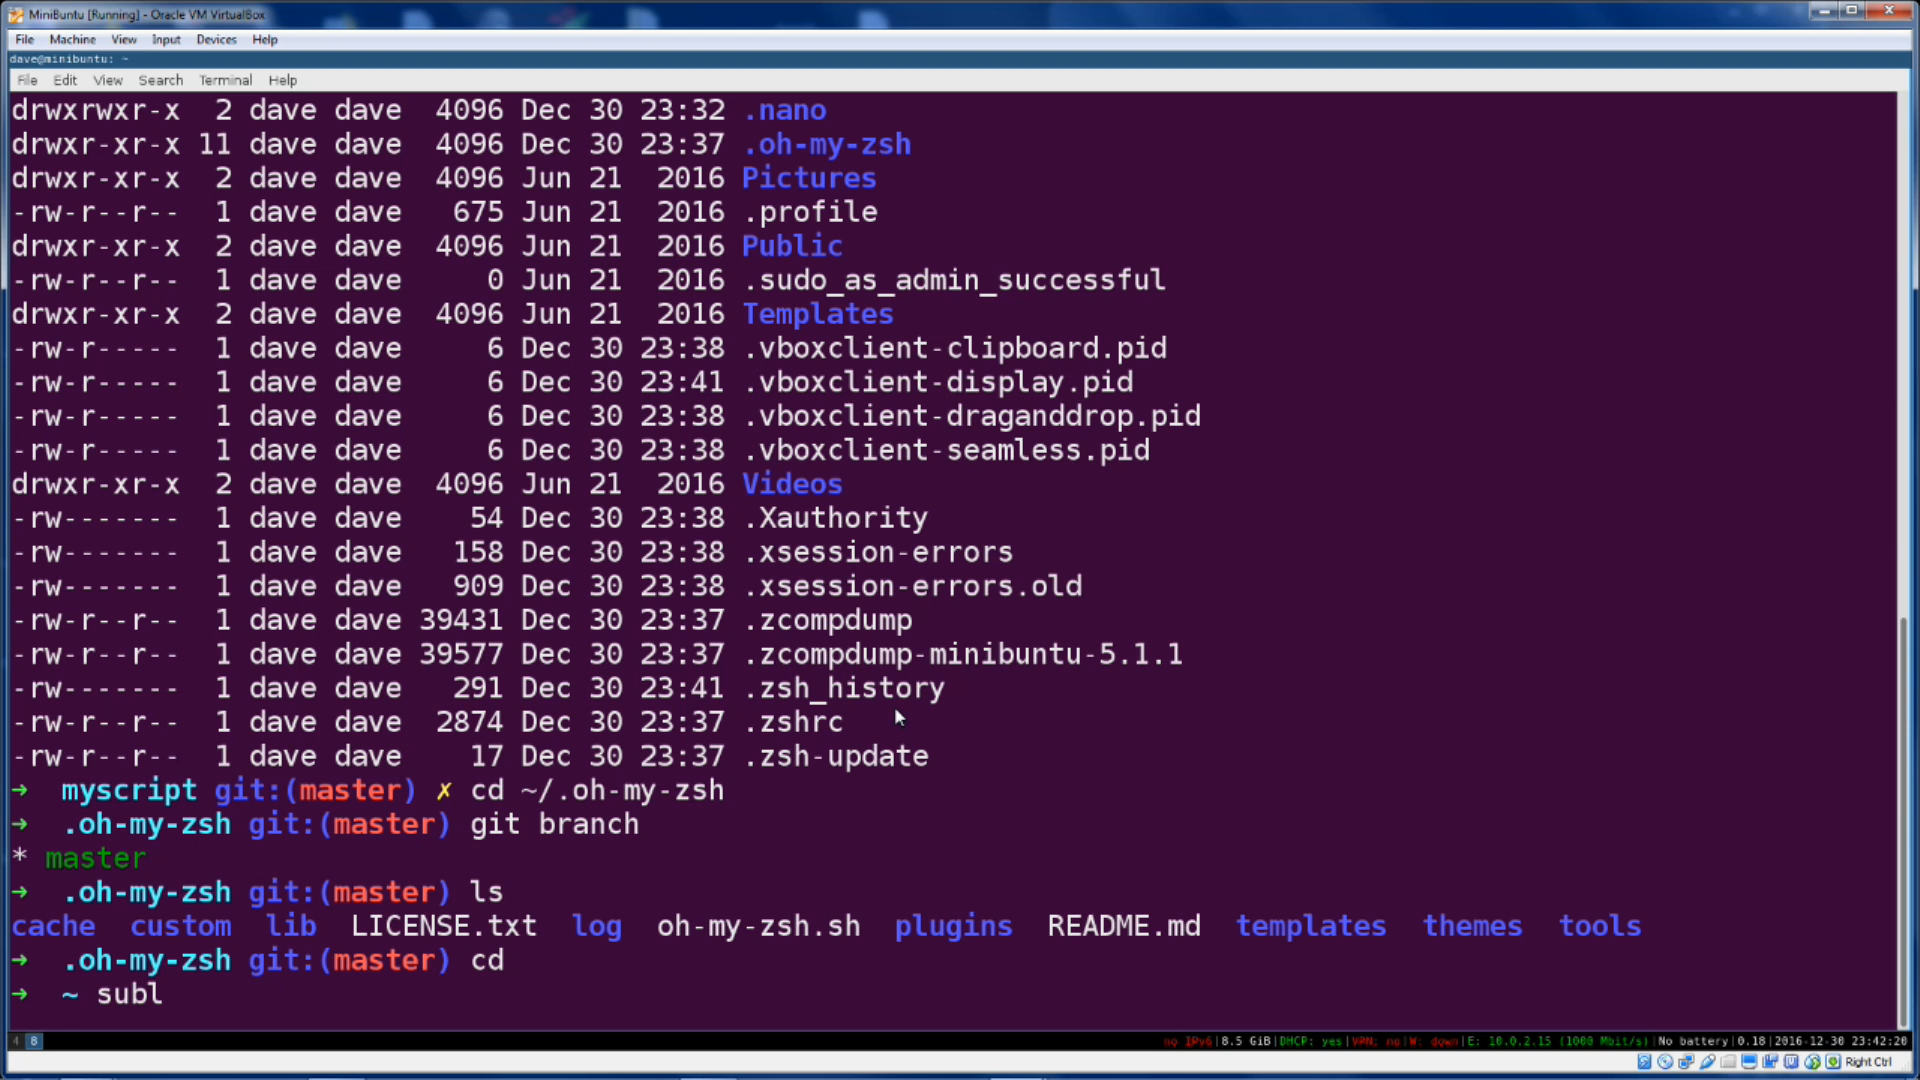 MiniBuntu [Running] - Oracle VM VirtualBox
File Machine View Input Devices Help
dave@minibuntu: ~
File Edit View Search Terminal Help
drwxrwxr-x  2 dave dave  4096 Dec 30 23:32 .nano
drwxr-xr-x 11 dave dave  4096 Dec 30 23:37 .oh-my-zsh
drwxr-xr-x  2 dave dave  4096 Jun 21  2016 Pictures
-rw-r--r--  1 dave dave   675 Jun 21  2016 .profile
drwxr-xr-x  2 dave dave  4096 Jun 21  2016 Public
-rw-r--r--  1 dave dave     0 Jun 21  2016 .sudo_as_admin_successful
drwxr-xr-x  2 dave dave  4096 Jun 21  2016 Templates
-rw-r-----  1 dave dave     6 Dec 30 23:38 .vboxclient-clipboard.pid
-rw-r-----  1 dave dave     6 Dec 30 23:41 .vboxclient-display.pid
-rw-r-----  1 dave dave     6 Dec 30 23:38 .vboxclient-draganddrop.pid
-rw-r-----  1 dave dave     6 Dec 30 23:38 .vboxclient-seamless.pid
drwxr-xr-x  2 dave dave  4096 Jun 21  2016 Videos
-rw-------  1 dave dave    54 Dec 30 23:38 .Xauthority
-rw-------  1 dave dave   158 Dec 30 23:38 .xsession-errors
-rw-------  1 dave dave   909 Dec 30 23:38 .xsession-errors.old
-rw-r--r--  1 dave dave 39431 Dec 30 23:37 .zcompdump
-rw-r--r--  1 dave dave 39577 Dec 30 23:37 .zcompdump-minibuntu-5.1.1
-rw-------  1 dave dave   291 Dec 30 23:41 .zsh_history
-rw-r--r--  1 dave dave  2874 Dec 30 23:37 .zshrc
-rw-r--r--  1 dave dave    17 Dec 30 23:37 .zsh-update
➜  myscript git:(master) ✗ cd ~/.oh-my-zsh
➜  .oh-my-zsh git:(master) git branch
* master
➜  .oh-my-zsh git:(master) ls
cache  custom  lib  LICENSE.txt  log  oh-my-zsh.sh  plugins  README.md  templates  themes  tools
➜  .oh-my-zsh git:(master) cd
➜  ~ subl
4 8 no IPv6|8.5 GiB|DHCP: yes|VPN: no|W: down|E: 10.0.2.15 (1000 Mbit/s)|No battery|0.18|2016-12-30 23:42:20
Right Ctrl